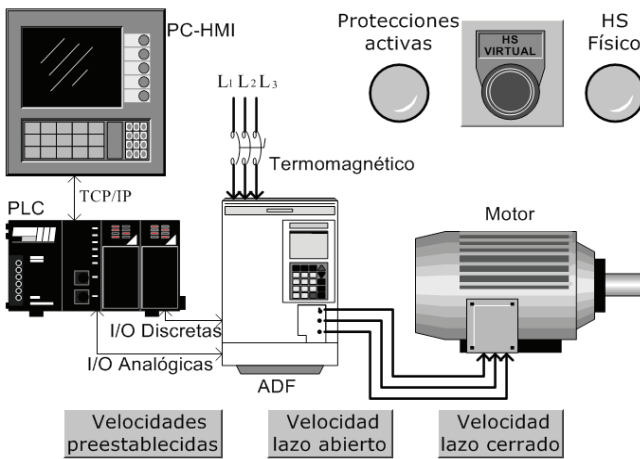 PC-HMI
Protecciones
activas
HS
VIRTUAL
HS
Físico
L1 L2 L3
Termomagnético
TCP/IP
PLC
Motor
I/O Discretas
I/O Analógicas
ADF
Velocidades
preestablecidas
Velocidad
lazo abierto
Velocidad
lazo cerrado